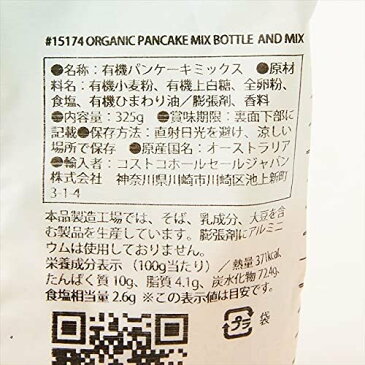 #15174 ORGANIC PANCAKE MIX BOTTLE AND MIX
●名称：有機パンケーキミックス ●原材
料名：有機小麦粉、有機上白糖、全卵粉、
食塩、有機ひまわり油／膨張剤、香料
●内容量：325g ●賞味期限：裏面下部に
記載●保存方法：直射日光を避け、涼しい
場所で保存 ●原産国名：オーストラリア
●輸入者：コストコホールセールジャパン
株式会社 神奈川県川崎市川崎区池上新町
3-1-4
本品製造工場では、そば、乳成分、大豆を含
む製品を生産しています。膨張剤にアルミニ
ウムは使用しておりません。
栄養成分表示（100g当たり）／熱量 371kcal、
たんぱく質 10g、脂質 4.1g、炭水化物 72.4g、
食塩相当量 2.6g ※この表示値は目安です。
プラ
袋